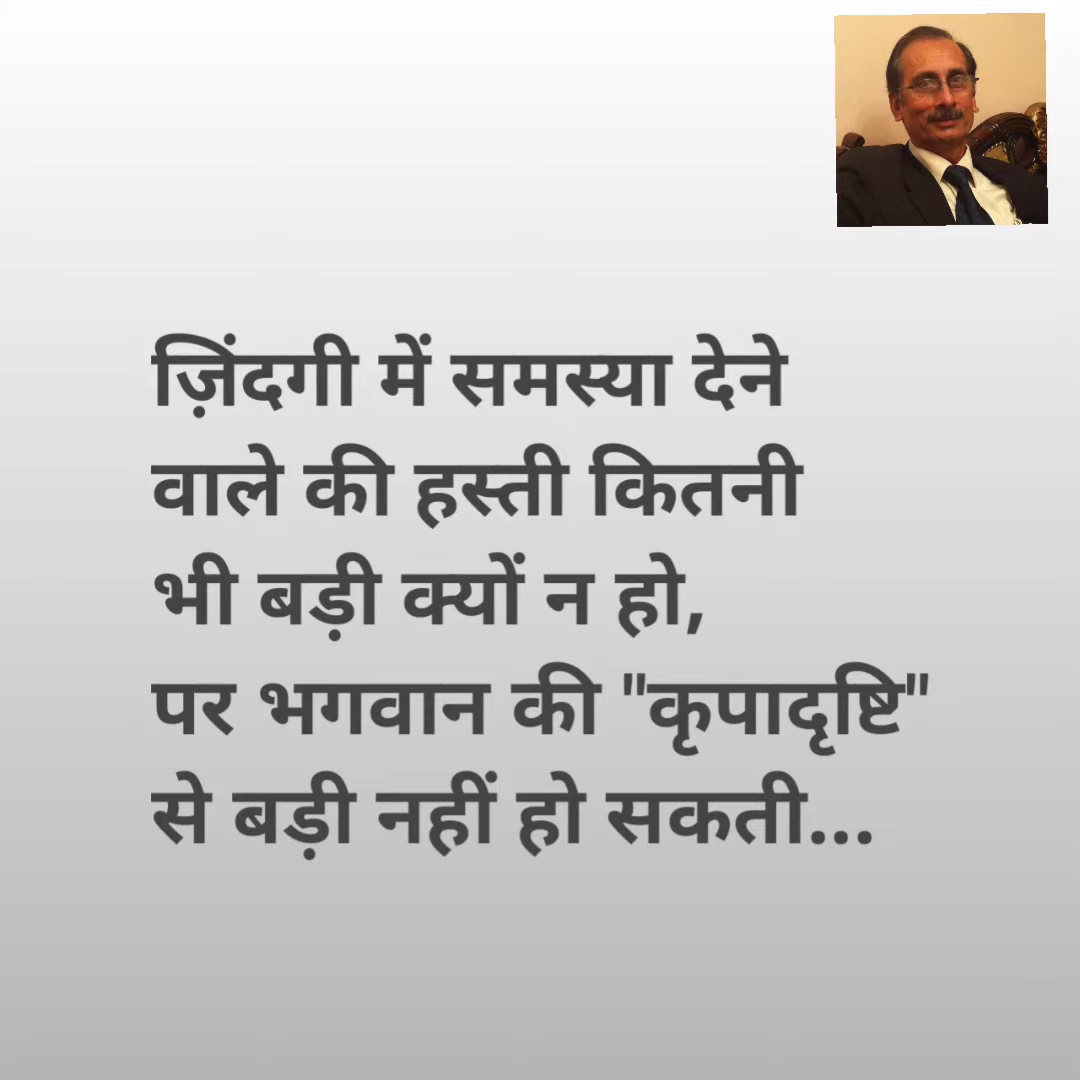 ज़िंदगी में समस्या देने
वाले की हस्ती कितनी
भी बड़ी क्यों न हो,
पर भगवान की "कृपादृष्टि"
से बड़ी नहीं हो सकती...